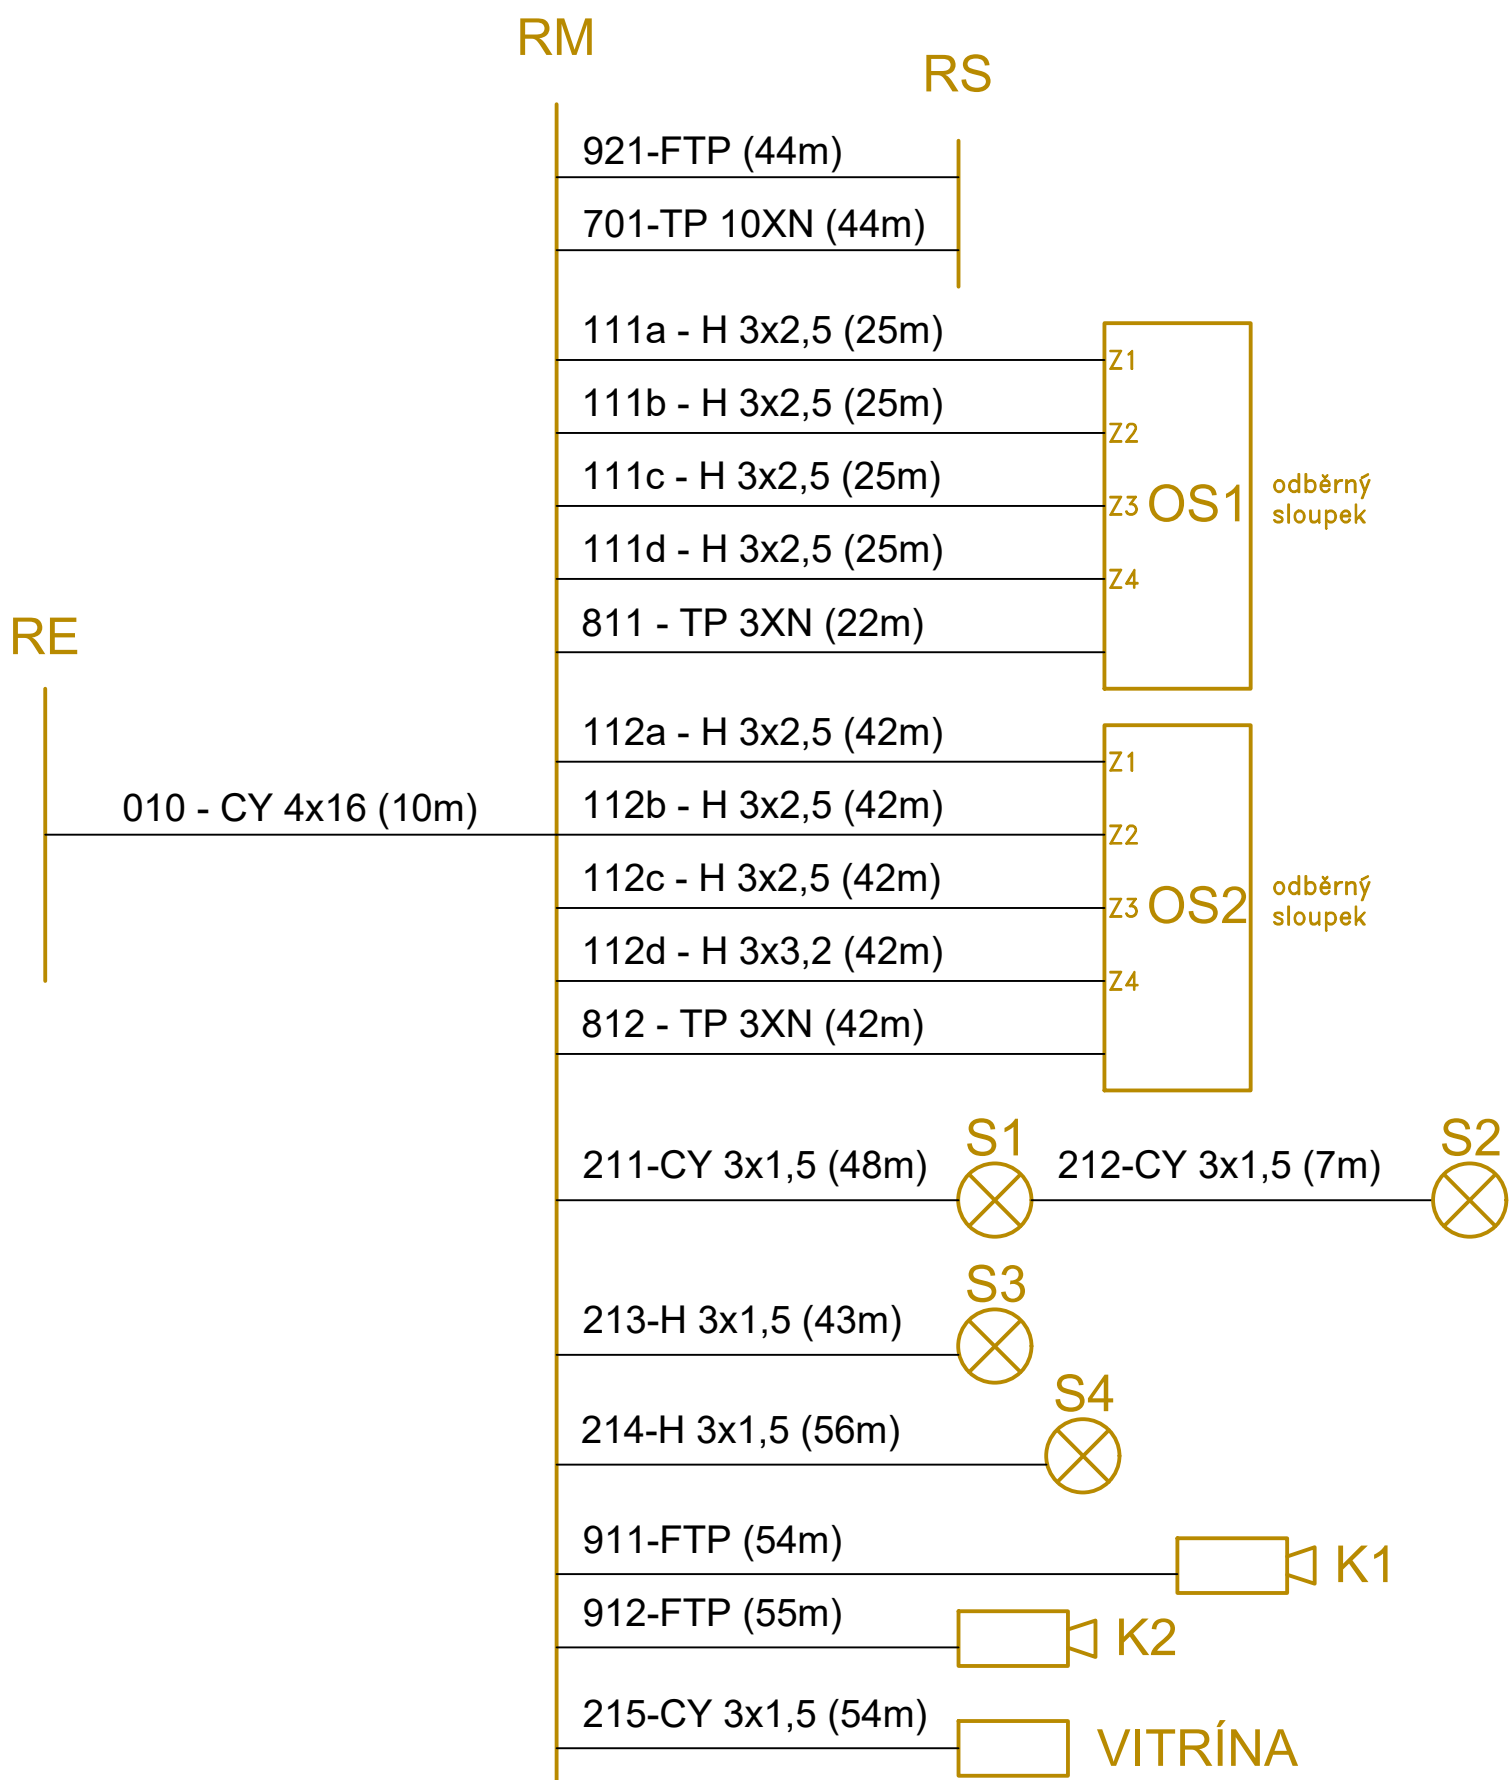 RM
RS
921-FTP (44m)
701-TP 10XN (44m)
111a - H 3x2,5 (25m)
Z1
111b - H 3x2,5 (25m)
Z2
111c - H 3x2,5 (25m)
Z3
OS1
odběrný
sloupek
111d - H 3x2,5 (25m)
Z4
811 - TP 3XN (22m)
RE
112a - H 3x2,5 (42m)
Z1
010 - CY 4x16 (10m)
112b - H 3x2,5 (42m)
Z2
112c - H 3x2,5 (42m)
Z3
OS2
odběrný
sloupek
112d - H 3x3,2 (42m)
Z4
812 - TP 3XN (42m)
211-CY 3x1,5 (48m)
S1
212-CY 3x1,5 (7m)
S2
213-H 3x1,5 (43m)
S3
214-H 3x1,5 (56m)
S4
911-FTP (54m)
K1
912-FTP (55m)
K2
215-CY 3x1,5 (54m)
VITRÍNA